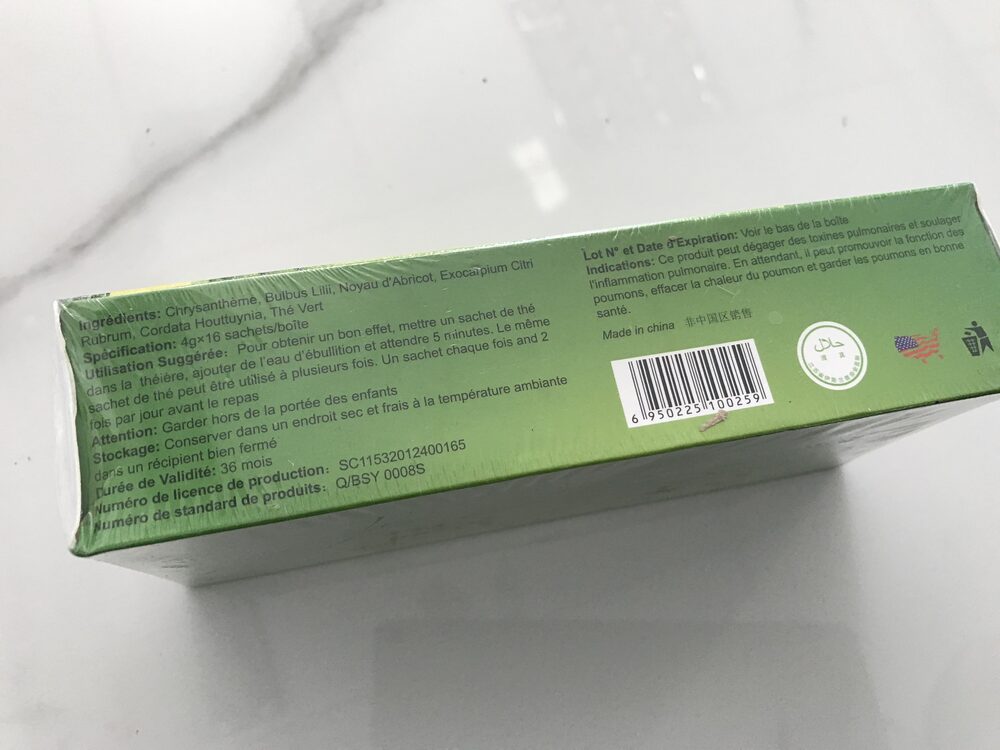 Ingrédients: Chrysanthème, Bulbus Lilii, Noyau d'Abricot, Exocarpium Citri
Rubrum, Cordata Houttuynia, Thé Vert
Spécification: 4g×16 sachets/boîte
Utilisation Suggérée: Pour obtenir un bon effet, mettre un sachet de thé
dans la théière, ajouter de l'eau d'ébullition et attendre 5 minutes. Le même
sachet de thé peut être utilisé à plusieurs fois. Un sachet chaque fois and 2
fois par jour avant le repas
Attention: Garder hors de la portée des enfants
Stockage: Conserver dans un endroit sec et frais à la température ambiante
dans un récipient bien fermé
Durée de Validité: 36 mois
Numéro de licence de production: SC11532012400165
Numéro de standard de produits: Q/BSY 0008S
Lot N° et Date d'Expiration: Voir le bas de la boîte
Indications: Ce produit peut dégager des toxines pulmonaires et soulager
l'inflammation pulmonaire. En attendant, il peut promouvoir la fonction des
poumons, effacer la chaleur du poumon et garder les poumons en bonne
santé.
Made in china 非中国区销售
6 950225 100259
حلال
清真